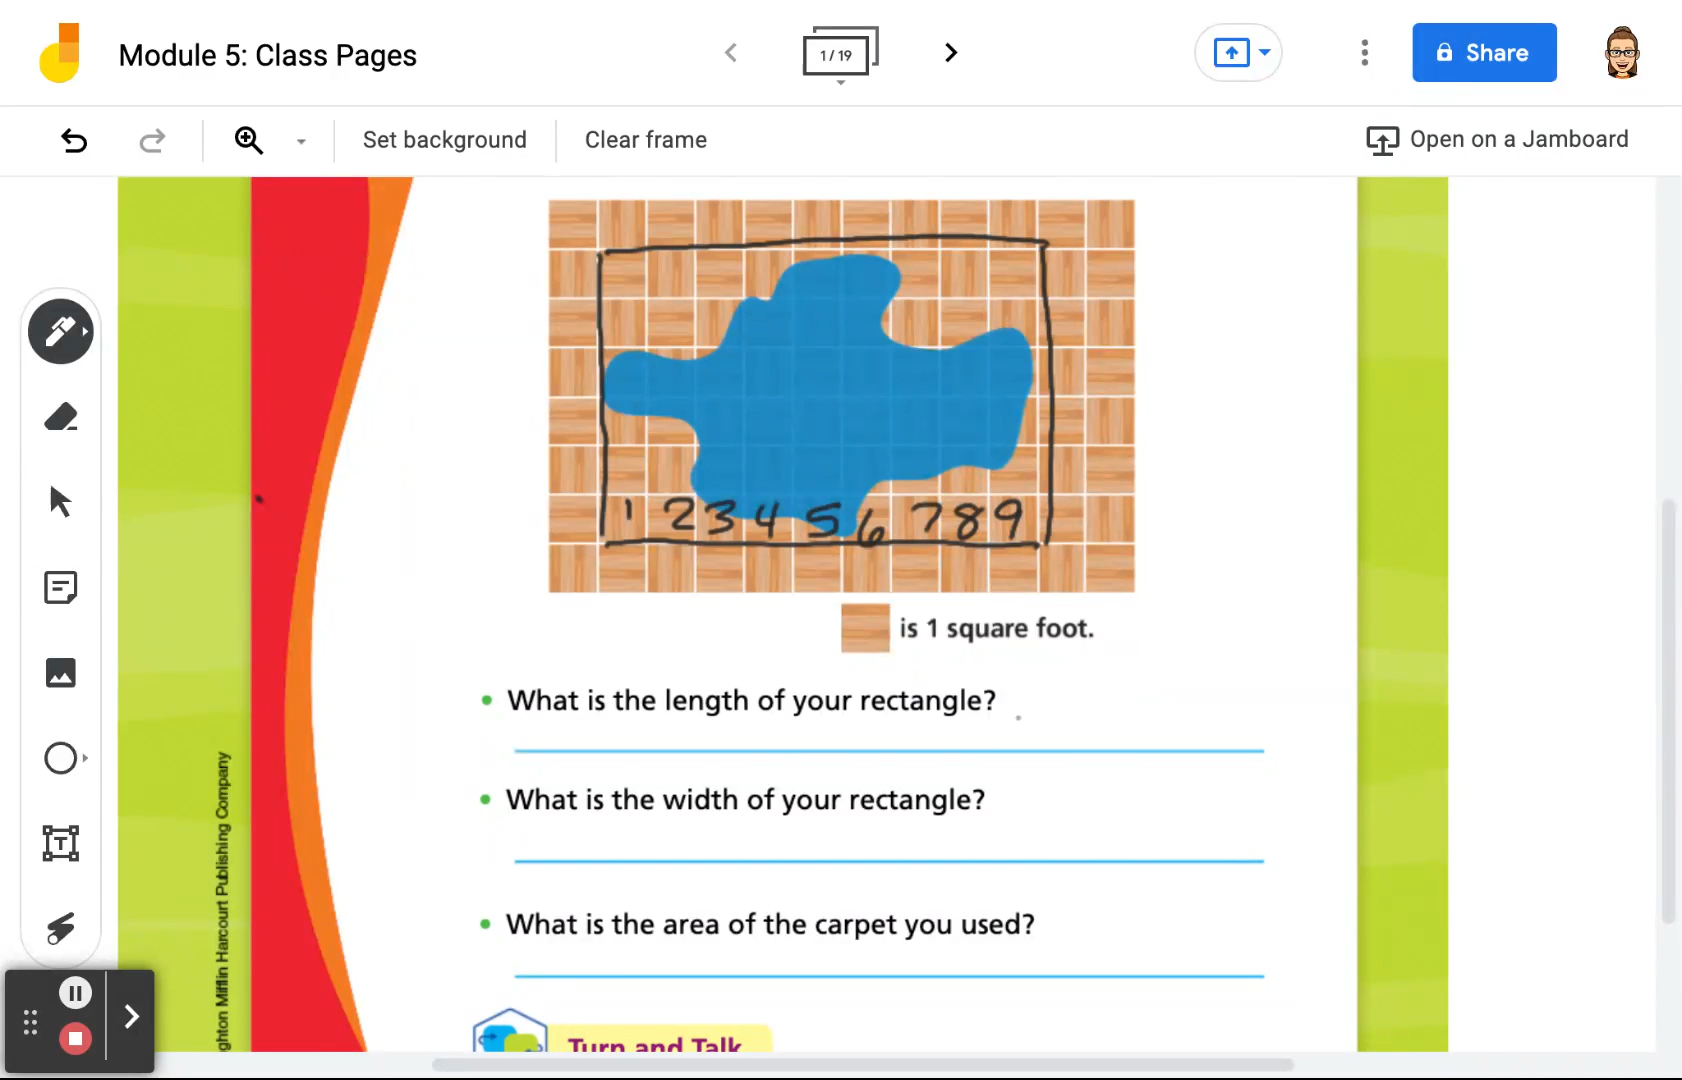 Module 5: Class Pages
1 / 19
Share
Set background
Clear frame
Open on a Jamboard
1 2 3 4 5 6 7 8 9
is 1 square foot.
• What is the length of your rectangle?
• What is the width of your rectangle?
• What is the area of the carpet you used?
Turn and Talk
ghton Mifflin Harcourt Publishing Company
T